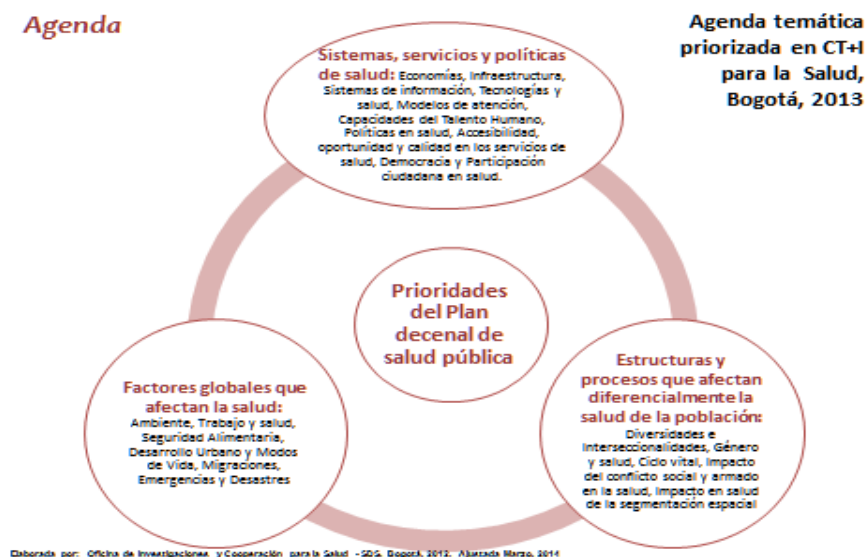 Agenda
Agenda temática
priorizada en CT+I
para la Salud,
Bogotá, 2013
Sistemas, servicios y políticas
de salud: Economías, Infraestructura,
Sistemas de información, Tecnologías y
salud, Modelos de atención,
Capacidades del Talento Humano,
Políticas en salud, Accesibilidad,
oportunidad y calidad en los servicios de
salud, Democracia y Participación
ciudadana en salud.
Prioridades
del Plan
decenal de
salud pública
Factores globales que
afectan la salud:
Ambiente, Trabajo y salud,
Seguridad Alimentaria,
Desarrollo Urbano y Modos
de Vida, Migraciones,
Emergencias y Desastres
Estructuras y
procesos que afectan
diferencialmente la
salud de la población:
Diversidades e
Interseccionalidades, Género
y salud, Ciclo vital, Impacto
del conflicto social y armado
en la salud, Impacto en salud
de la segmentación espacial
Elaborada por: Oficina de Investigaciones y Cooperación para la Salud - SDS. Bogotá, 2013. Ajustada Marzo, 2014